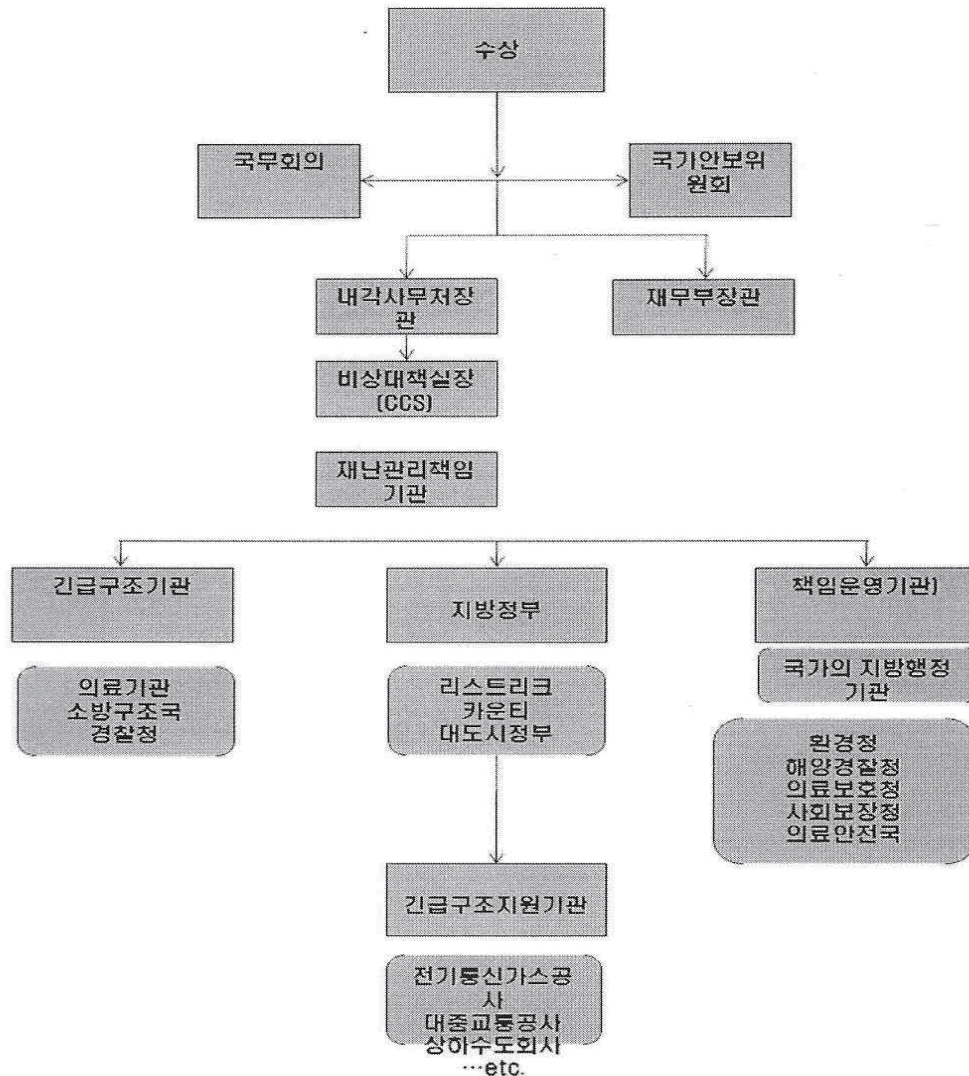 수상
국무회의
국가안보위
원회
내각사무처장
관
재무부장관
비상대책실장
(CCS)
재난관리책임
기관
긴급구조기관
지방정부
책임운영기관)
의료기관
소방구조국
경찰청
리스트리크
카운티
대도시정부
국가의 지방행정
기관
환경청
해양경찰청
의료보호청
사회보장청
의료안전국
긴급구조지원기관
전기통신가스공
사
대중교통공사
상하수도회사
…etc.